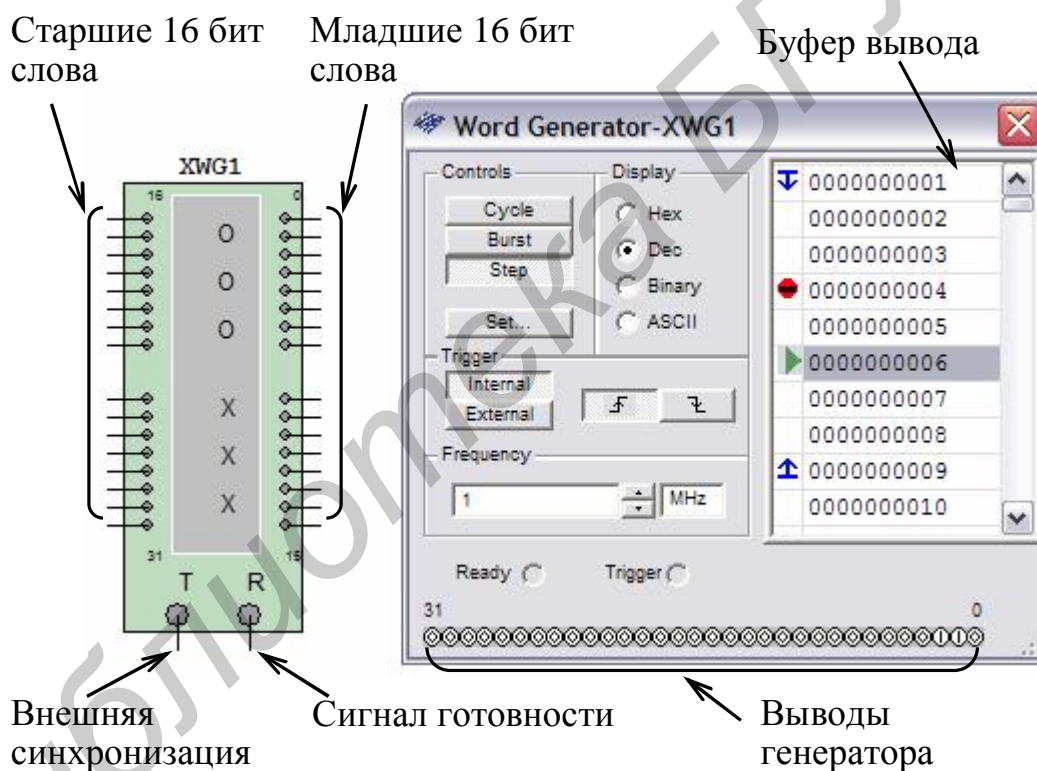 Старшие 16 бит
слова
Младшие 16 бит
слова
Буфер вывода
XWG1
16
0
O
O
O
X
X
X
31
15
T
R
Word Generator-XWG1
Controls
Cycle
Burst
Step
Set...
Display
Hex
Dec
Binary
ASCII
Trigger
Internal
External
Frequency
1
MHz
0000000001
0000000002
0000000003
0000000004
0000000005
0000000006
0000000007
0000000008
0000000009
0000000010
Ready
Trigger
31
0
Внешняя
синхронизация
Сигнал готовности
Выводы
генератора